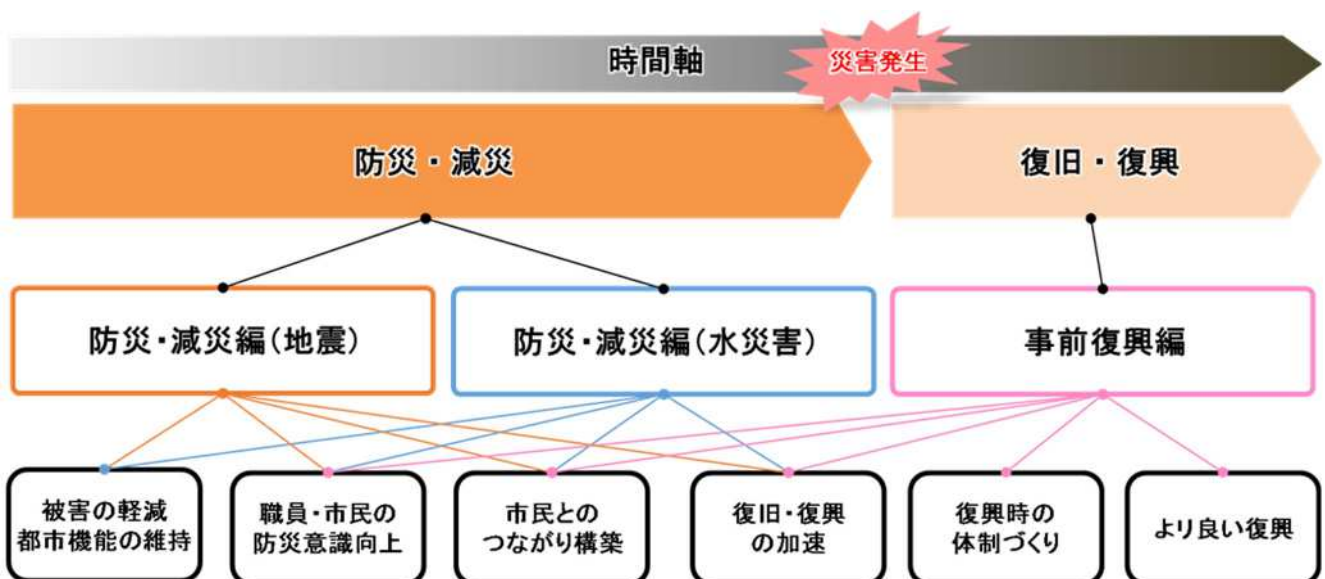 時間軸
災害発生
防災・減災
復旧・復興
防災・減災編(地震)
防災・減災編(水災害)
事前復興編
被害の軽減
都市機能の維持
職員・市民の
防災意識向上
市民との
つながり構築
復旧・復興
の加速
復興時の
体制づくり
より良い復興